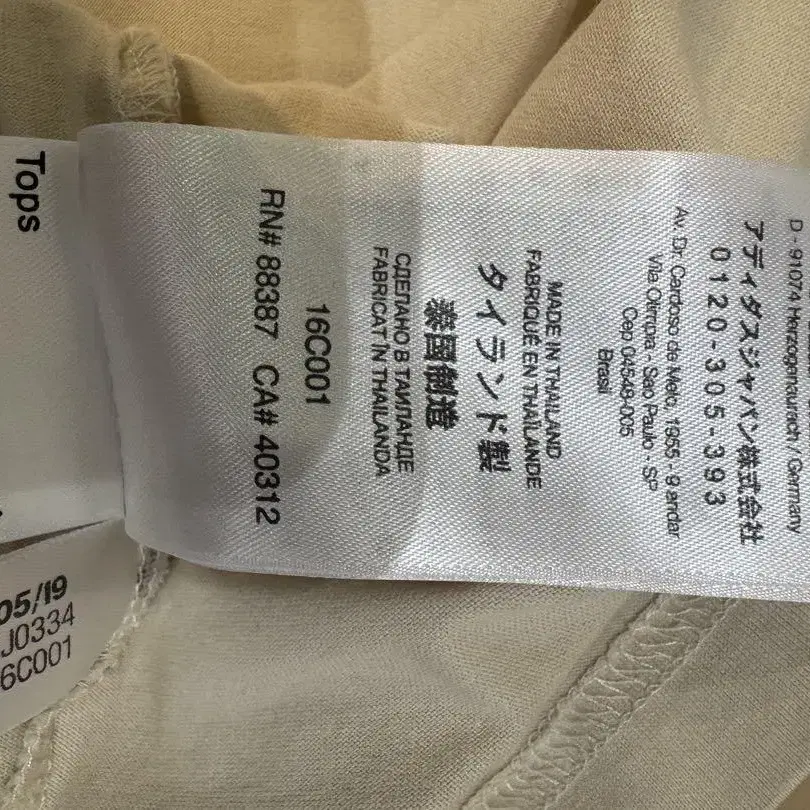 D - 91074 Herzogenaurach / Germany
アディダスジャパン株式会社
0120-305-393
Av. Dr. Cardoso de Melo, 1955 - 9 andar
Vila Olimpia - Sao Paulo - SP
Cep 04548-005
Brasil
MADE IN THAILAND
FABRIQUÉ EN THAÏLANDE
タイランド製
泰国制造
СДЕЛАНО В ТАИЛАНДЕ
FABRICAT ÎN THAILANDA
16C001
RN# 88387 CA# 40312
Tops
05/19
J0334
6C001